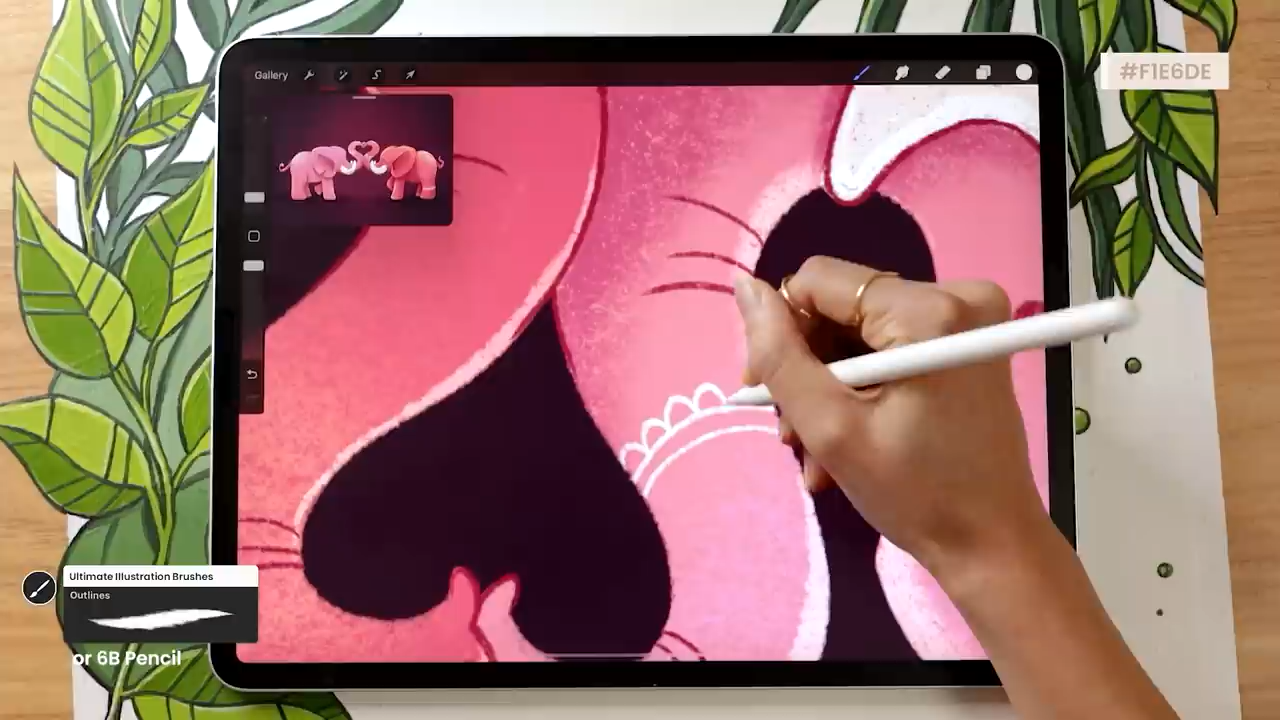 Gallery
#F1E6DE
Ultimate Illustration Brushes
Outlines
or 6B Pencil